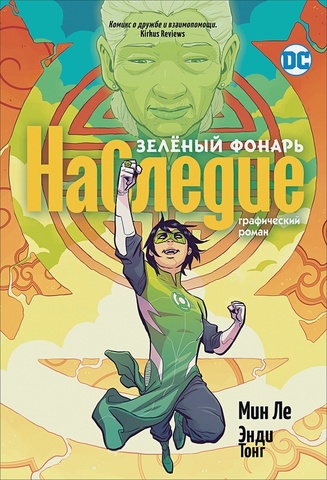 Комикс о дружбе и взаимопомощи.
Kirkus Reviews
DC
ЗЕЛЁНЫЙ ФОНАРЬ
НаСледие
графический
роман
Мин Ле
Энди
Тонг